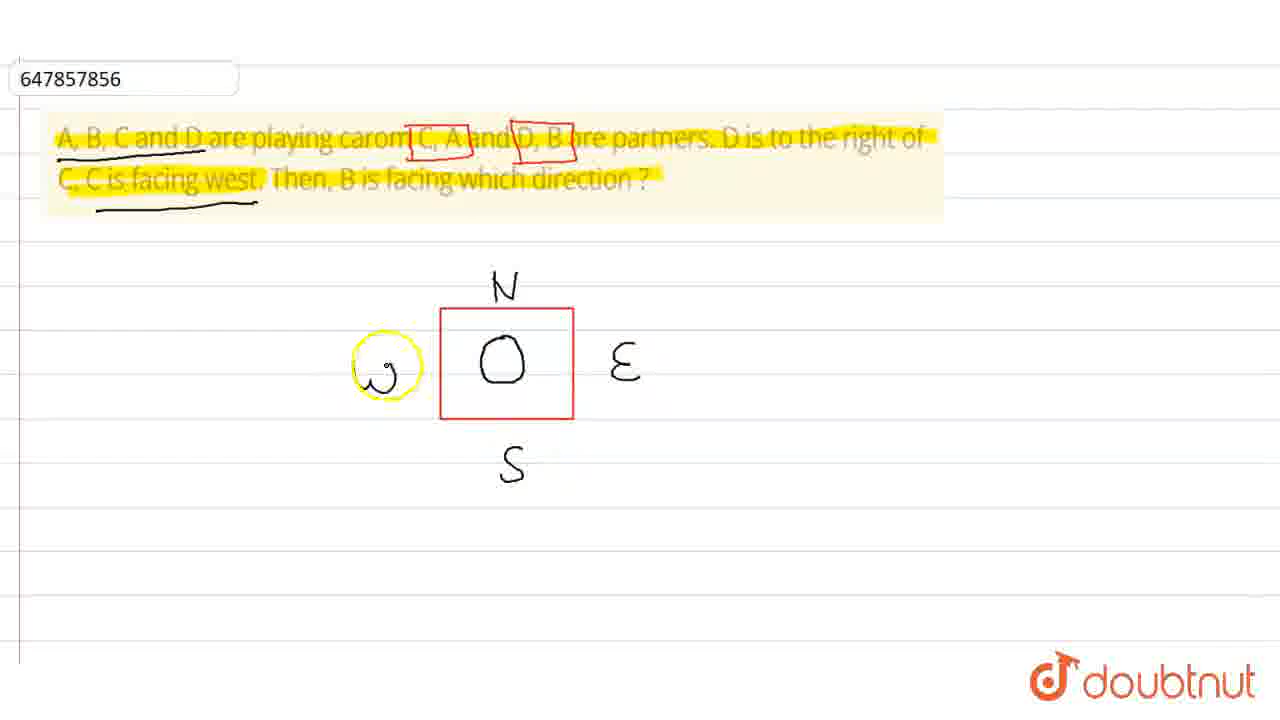 647857856
A, B, C and D are playing carom C, A and D, B are partners. D is to the right of
C, C is facing west. Then, B is facing which direction ?
N
W
E
S
doubtnut